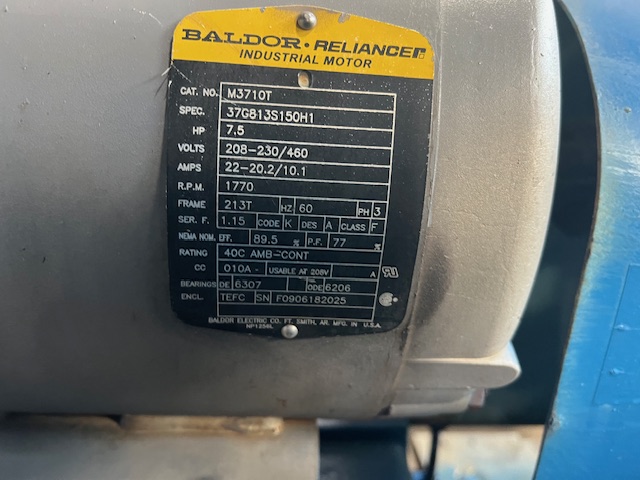 BALDOR • RELIANCE
INDUSTRIAL MOTOR
CAT. NO. M3710T
SPEC. 37G813S150H1
HP 7.5
VOLTS 208-230/460
AMPS 22-20.2/10.1
R.P.M. 1770
FRAME 213T HZ 60 PH 3
SER. F. 1.15 CODE K DES A CLASS F
NEMA NOM. EFF. 89.5 % P.F. 77 %
RATING 40C AMB-CONT
CC 010A - USABLE AT 208V A
BEARINGS DE 6307 ODE 6206
ENCL. TEFC SN F0906182025
BALDOR ELECTRIC CO. FT. SMITH, AR. MFG. IN U.S.A.